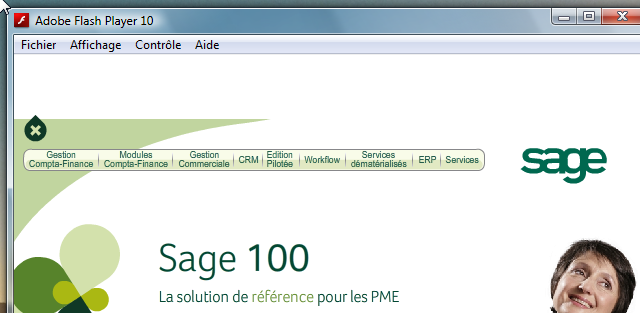 Adobe Flash Player 10
Fichier Affichage Contrôle Aide
Gestion Compta-Finance
Modules Compta-Finance
Gestion Commerciale
CRM
Edition Pilotée
Workflow
Services dématérialisés
ERP
Services
sage
Sage 100
La solution de référence pour les PME